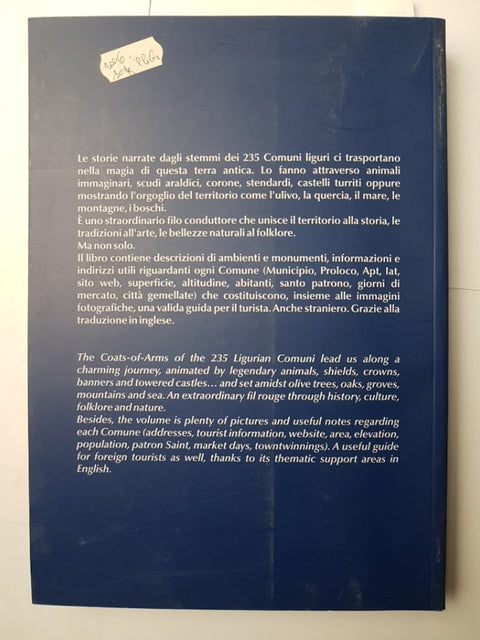 2006
Le storie narrate dagli stemmi dei 235 Comuni liguri ci trasportano
nella magia di questa terra antica. Lo fanno attraverso animali
immaginari, scudi araldici, corone, stendardi, castelli turriti oppure
mostrando l'orgoglio del territorio come l'ulivo, la quercia, il mare, le
montagne, i boschi.
È uno straordinario filo conduttore che unisce il territorio alla storia, le
tradizioni all'arte, le bellezze naturali al folklore.
Ma non solo.
Il libro contiene descrizioni di ambienti e monumenti, informazioni e
indirizzi utili riguardanti ogni Comune (Municipio, Proloco, Apt, Iat,
sito web, superficie, altitudine, abitanti, santo patrono, giorni di
mercato, città gemellate) che costituiscono, insieme alle immagini
fotografiche, una valida guida per il turista. Anche straniero. Grazie alla
traduzione in inglese.
The Coats-of-Arms of the 235 Ligurian Comuni lead us along a
charming journey, animated by legendary animals, shields, crowns,
banners and towered castles... and set amidst olive trees, oaks, groves,
mountains and sea. An extraordinary fil rouge through history, culture,
folklore and nature.
Besides, the volume is plenty of pictures and useful notes regarding
each Comune (addresses, tourist information, website, area, elevation,
population, patron Saint, market days, towntwinnings). A useful guide
for foreign tourists as well, thanks to its thematic support areas in
English.